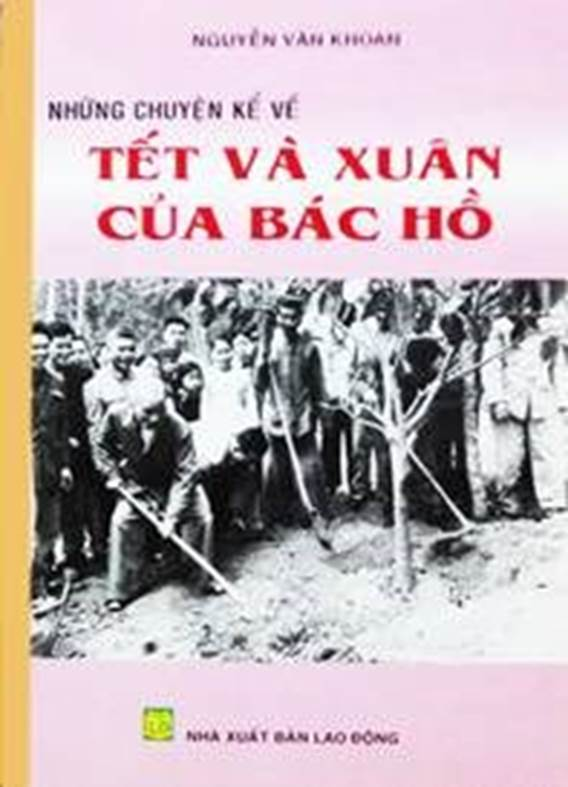 NGUYỄN VĂN KHOAN
NHỮNG CHUYỆN KỂ VỀ
TẾT VÀ XUÂN
CỦA BÁC HỒ
NHÀ XUẤT BẢN LAO ĐỘNG